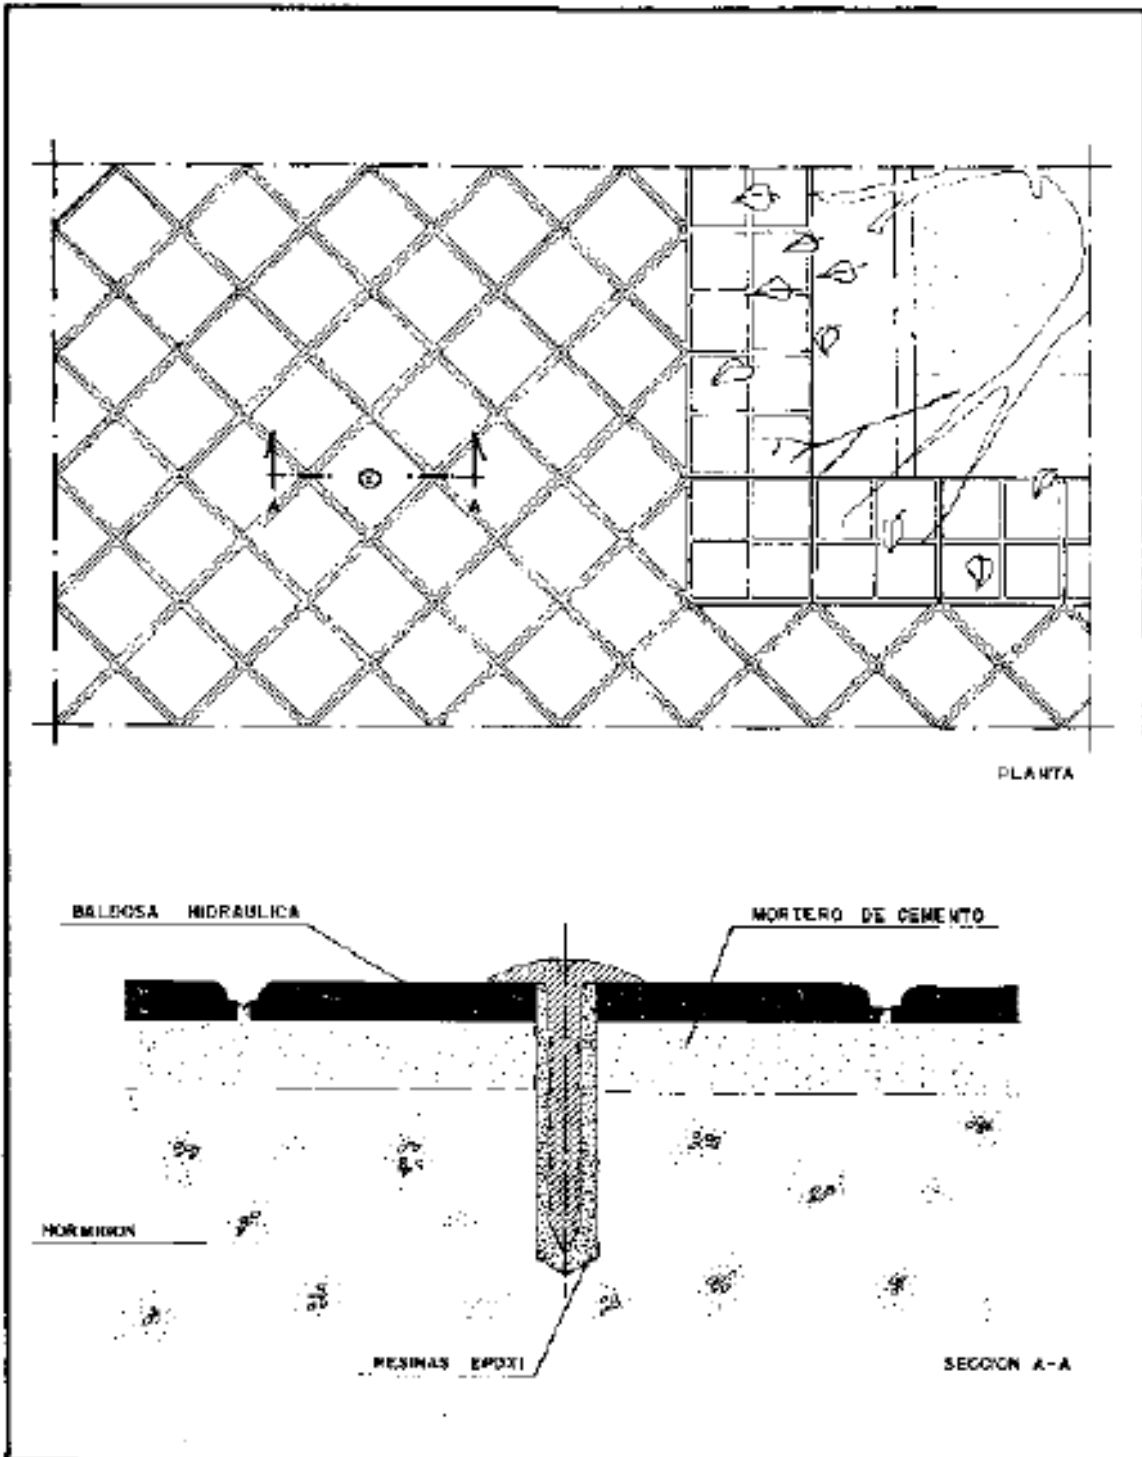 A A
PLANTA
BALDOSA HIDRAULICA
MORTERO DE CEMENTO
HORMIGON
RESINAS EPOXI
SECCION A-A